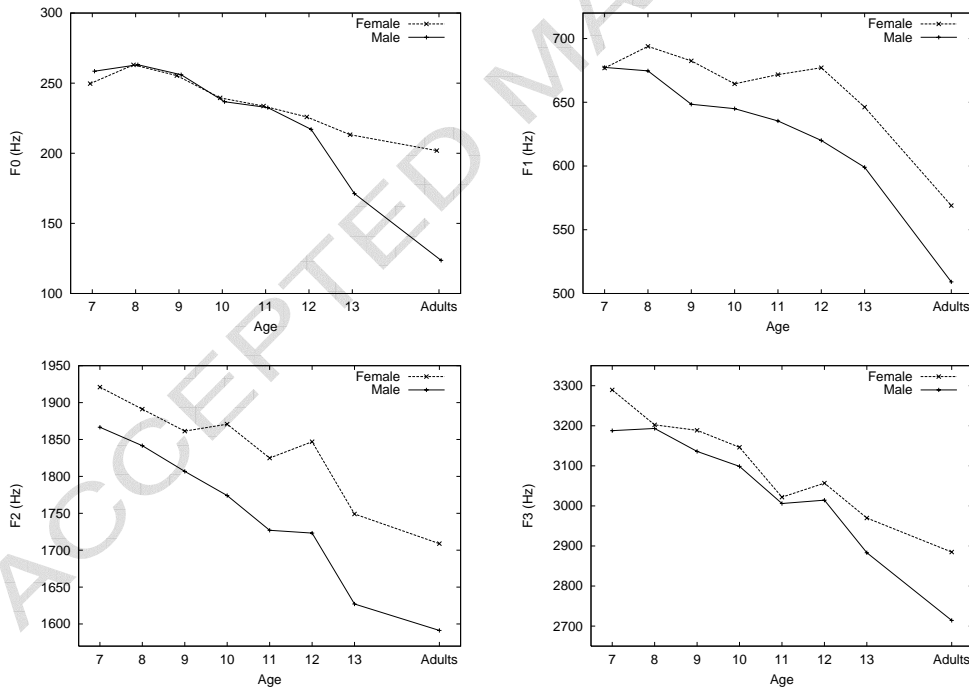 300
250
200
150
100
F0 (Hz)
7 8 9 10 11 12 13 Adults
Age
Female
Male
700
650
600
550
500
F1 (Hz)
7 8 9 10 11 12 13 Adults
Age
Female
Male
1950
1900
1850
1800
1750
1700
1650
1600
F2 (Hz)
7 8 9 10 11 12 13 Adults
Age
Female
Male
3300
3200
3100
3000
2900
2800
2700
F3 (Hz)
7 8 9 10 11 12 13 Adults
Age
Female
Male
ACCEPTED MA